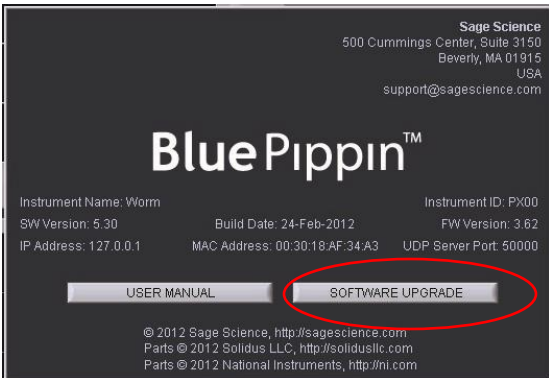 Sage Science
500 Cummings Center, Suite 3150
Beverly, MA 01915
USA
support@sagescience.com
BluePippin™
Instrument Name: Worm Instrument ID: PX00
SW Version: 5.30 Build Date: 24-Feb-2012 FW Version: 3.62
IP Address: 127.0.0.1 MAC Address: 00:30:18:AF:34:A3 UDP Server Port: 50000
USER MANUAL SOFTWARE UPGRADE
© 2012 Sage Science, http://sagescience.com
Parts © 2012 Solidus LLC, http://solidusllc.com
Parts © 2012 National Instruments, http://ni.com